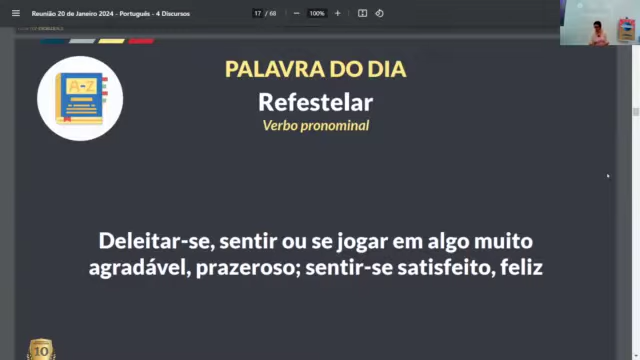 Reunião 20 de Janeiro 2024 - Português - 4 Discursos
17 / 68
100%
A-Z
PALAVRA DO DIA
Refestelar
Verbo pronominal
Deleitar-se, sentir ou se jogar em algo muito
agradável, prazeroso; sentir-se satisfeito, feliz
10